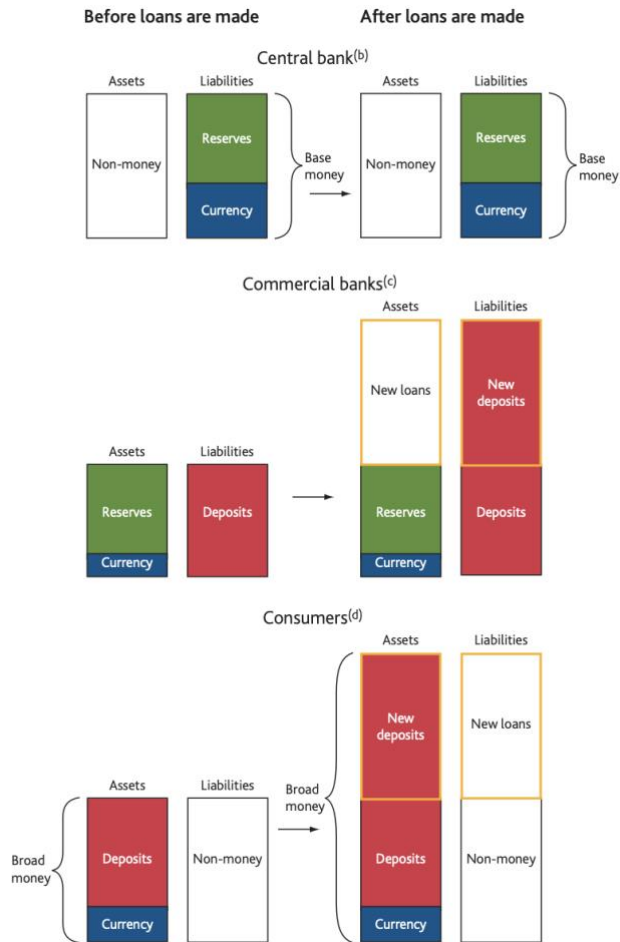 Before loans are made
After loans are made
Central bank(b)
Assets
Liabilities
Assets
Liabilities
Non-money
Reserves
Currency
Base
money
Non-money
Reserves
Currency
Base
money
Commercial banks(c)
Assets
Liabilities
New loans
New
deposits
Assets
Liabilities
Reserves
Currency
Deposits
Reserves
Currency
Deposits
Consumers(d)
Assets
Liabilities
New
deposits
New loans
Assets
Liabilities
Broad
money
Broad
money
Deposits
Currency
Non-money
Deposits
Currency
Non-money